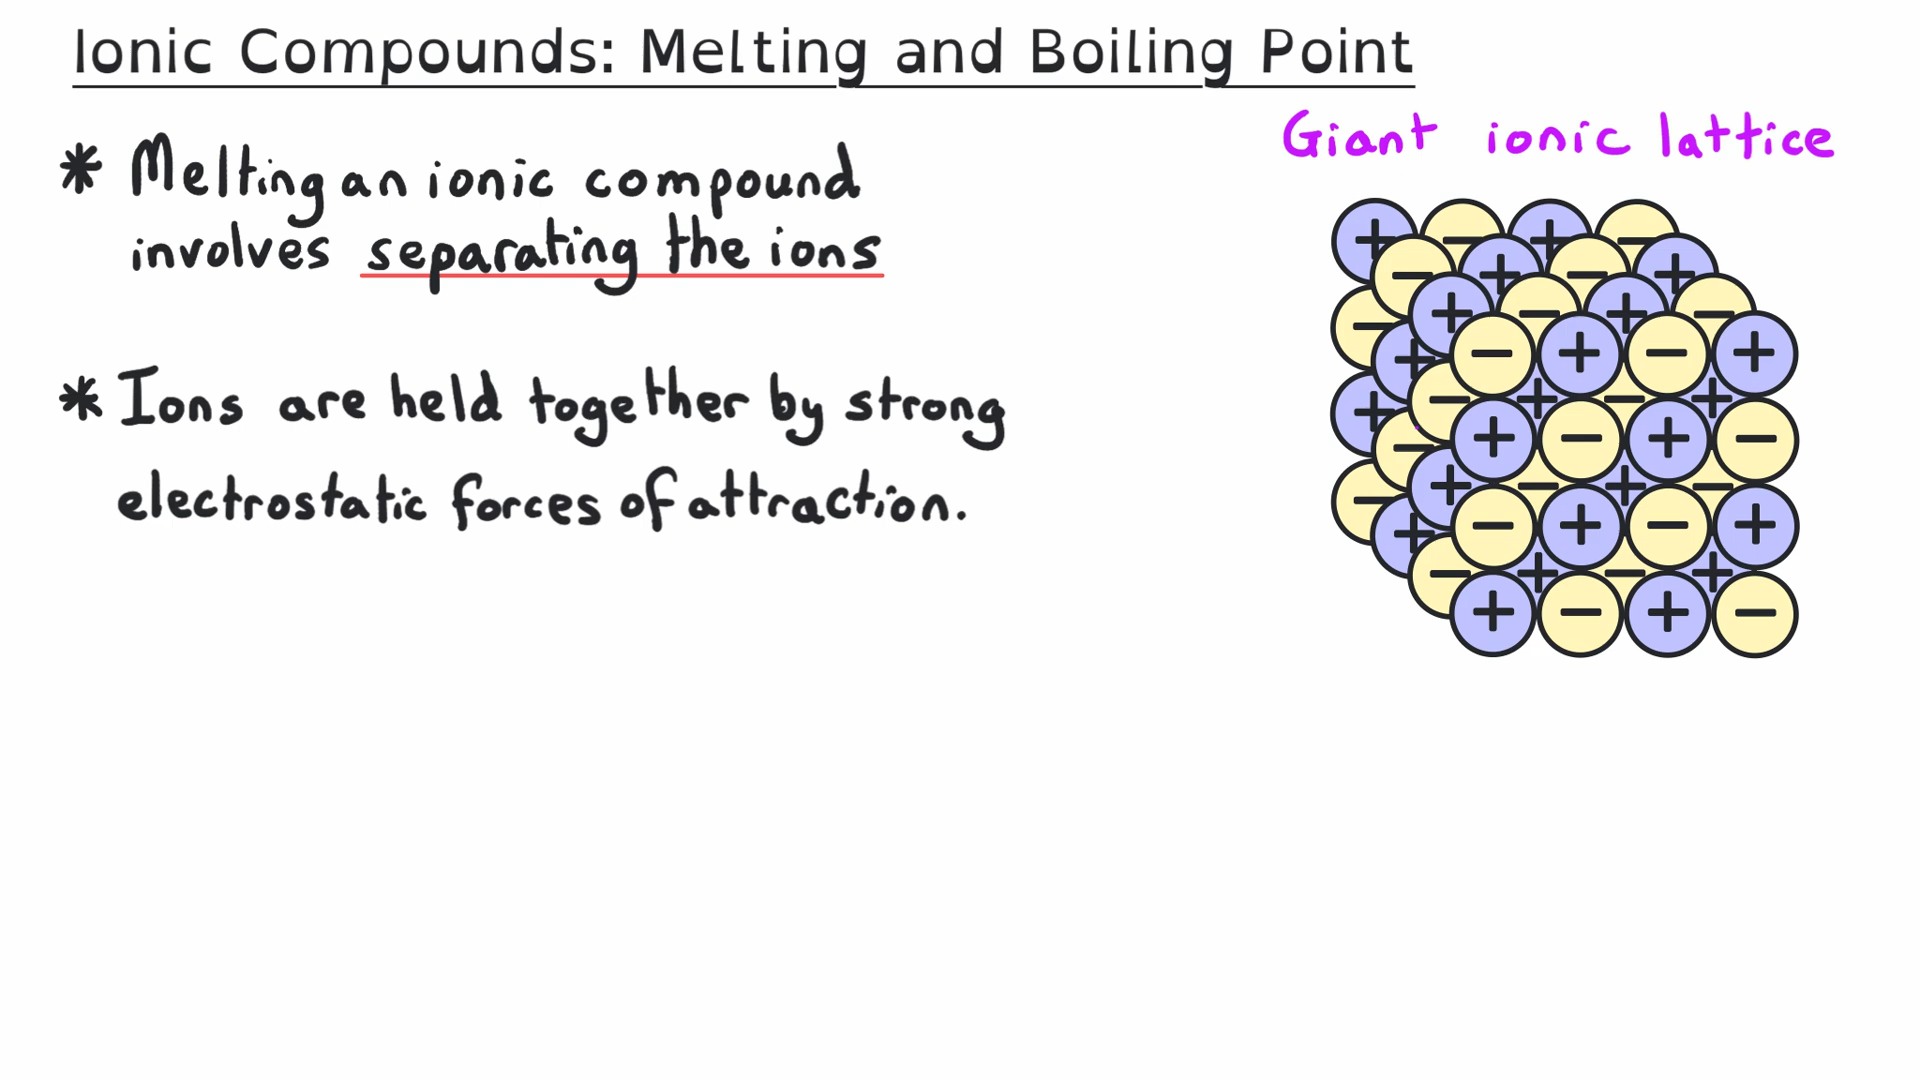 Ionic Compounds: Melting and Boiling Point
Giant ionic lattice
* Melting an ionic compound
involves separating the ions
* Ions are held together by strong
electrostatic forces of attraction.